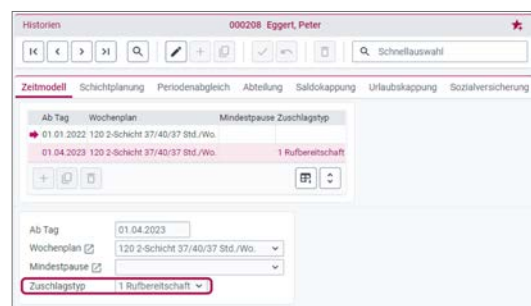 Historien 000208 Eggert, Peter
Schnellauswahl
Zeitmodell Schichtplanung Periodenabgleich Abteilung Saldokappung Urlaubskappung Sozialversicherung
Ab Tag Wochenplan Mindestpause Zuschlagstyp
01.01.2022 120 2-Schicht 37/40/37 Std./Wo.
01.04.2023 120 2-Schicht 37/40/37 Std./Wo. 1 Rufbereitschaft
Ab Tag 01.04.2023
Wochenplan 120 2-Schicht 37/40/37 Std./Wo.
Mindestpause
Zuschlagstyp 1 Rufbereitschaft